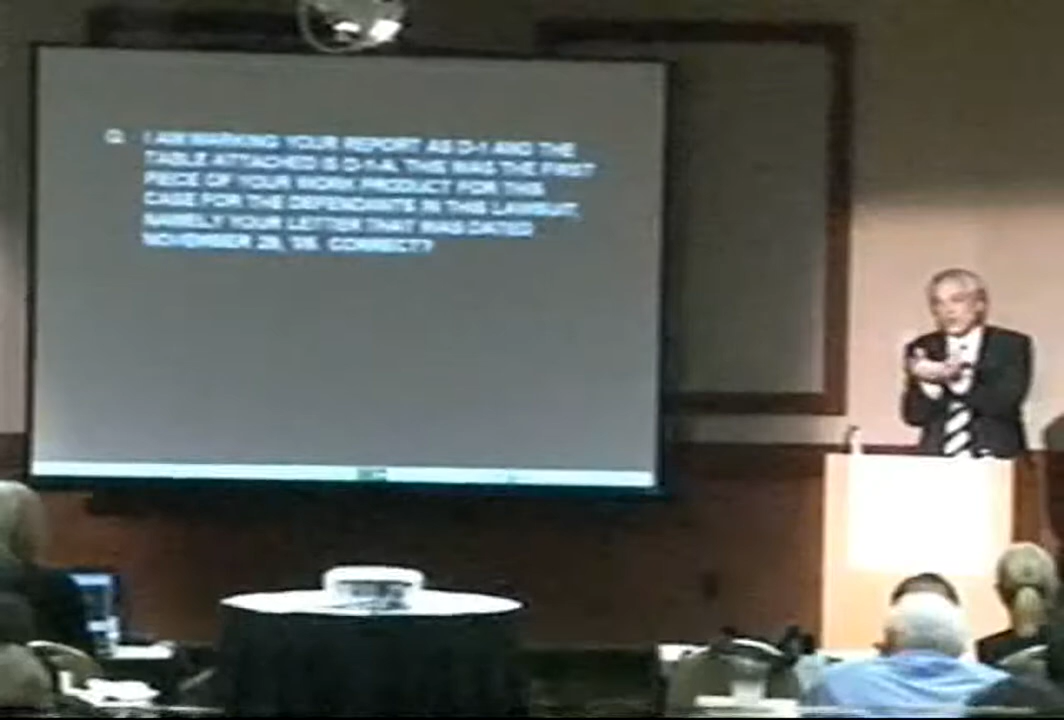 Q. I AM MARKING YOUR REPORT AS D-1 AND THE
TABLE ATTACHED IS D-1-A. THIS WAS THE FIRST
PIECE OF YOUR WORK PRODUCT FOR THIS
CASE FOR THE DEFENDANTS IN THIS LAWSUIT,
NAMELY YOUR LETTER THAT WAS DATED
NOVEMBER CORRECT?